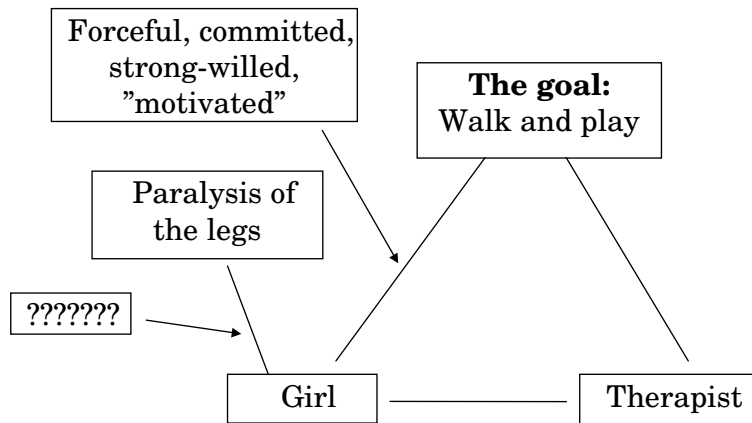 Forceful, committed,
strong-willed,
”motivated”
The goal:
Walk and play
Paralysis of
the legs
???????
Girl
Therapist